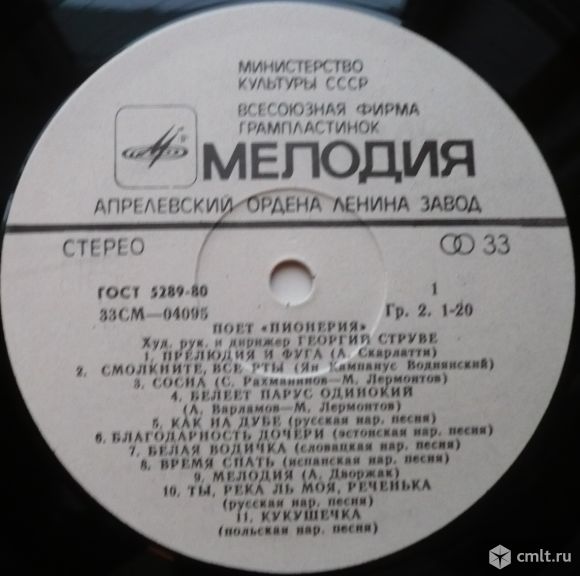 МИНИСТЕРСТВО
КУЛЬТУРЫ СССР
ВСЕСОЮЗНАЯ ФИРМА
ГРАМПЛАСТИНОК
МЕЛОДИЯ
АПРЕЛЕВСКИЙ ОРДЕНА ЛЕНИНА ЗАВОД
СТЕРЕО 33
ГОСТ 5289-80 1
33СМ—04095 Гр. 2. 1-20
ПОЕТ «ПИОНЕРИЯ»
Худ. рук. и дирижер ГЕОРГИЙ СТРУВЕ
1. ПРЕЛЮДИЯ И ФУГА (А. Скарлатти)
2. СМОЛКНИТЕ, ВСЕ РТЫ (Ян Кампанус Воднянский)
3. СОСНА (С. Рахманинов—М. Лермонтов)
4. БЕЛЕЕТ ПАРУС ОДИНОКИЙ
(А. Варламов—М. Лермонтов)
5. КАК НА ДУБЕ (русская нар. песня)
6. БЛАГОДАРНОСТЬ ДОЧЕРИ (эстонская нар. песня)
7. БЕЛАЯ ВОДИЧКА (словацкая нар. песня)
8. ВРЕМЯ СПАТЬ (испанская нар. песня)
9. МЕЛОДИЯ (А. Дворжак)
10. ТЫ, РЕКА ЛЬ МОЯ, РЕЧЕНЬКА
(русская нар. песня)
11. КУКУШЕЧКА
(польская нар. песня)
cmlt.ru